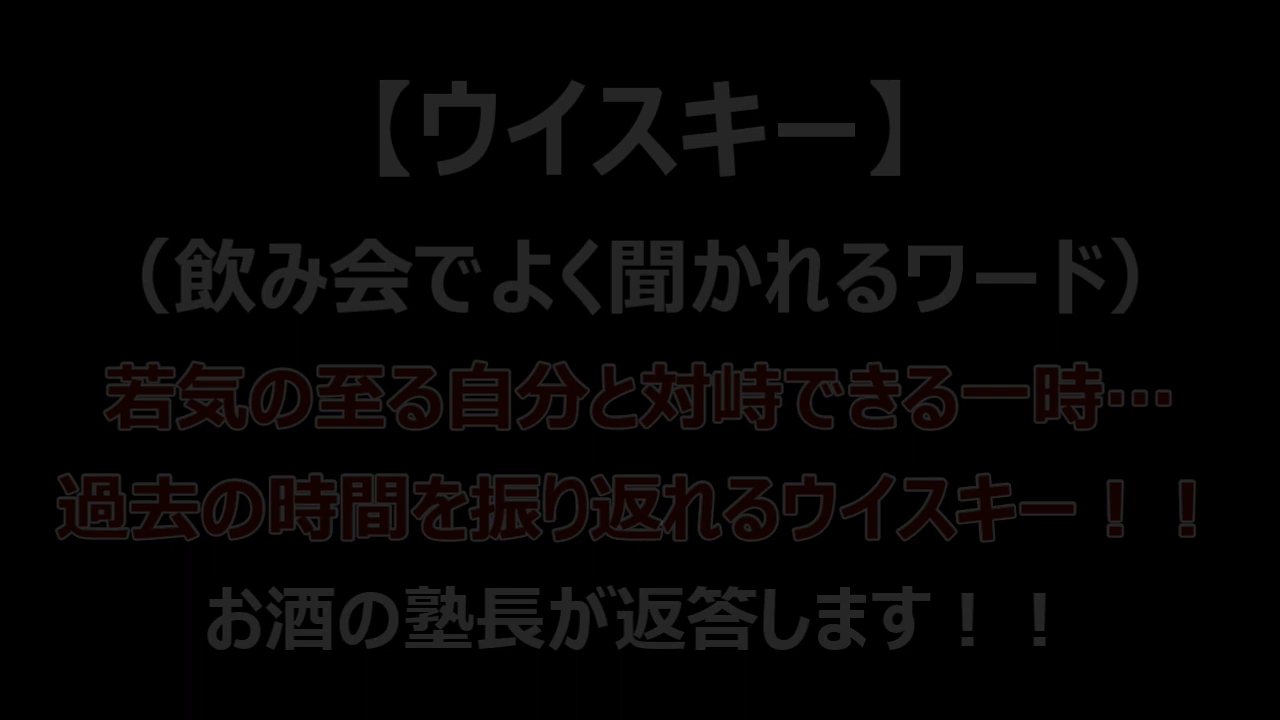 【ウイスキー】
（飲み会でよく聞かれるワード）
若気の至る自分と対峙できる一時…
過去の時間を振り返れるウイスキー！！
お酒の塾長が返答します！！